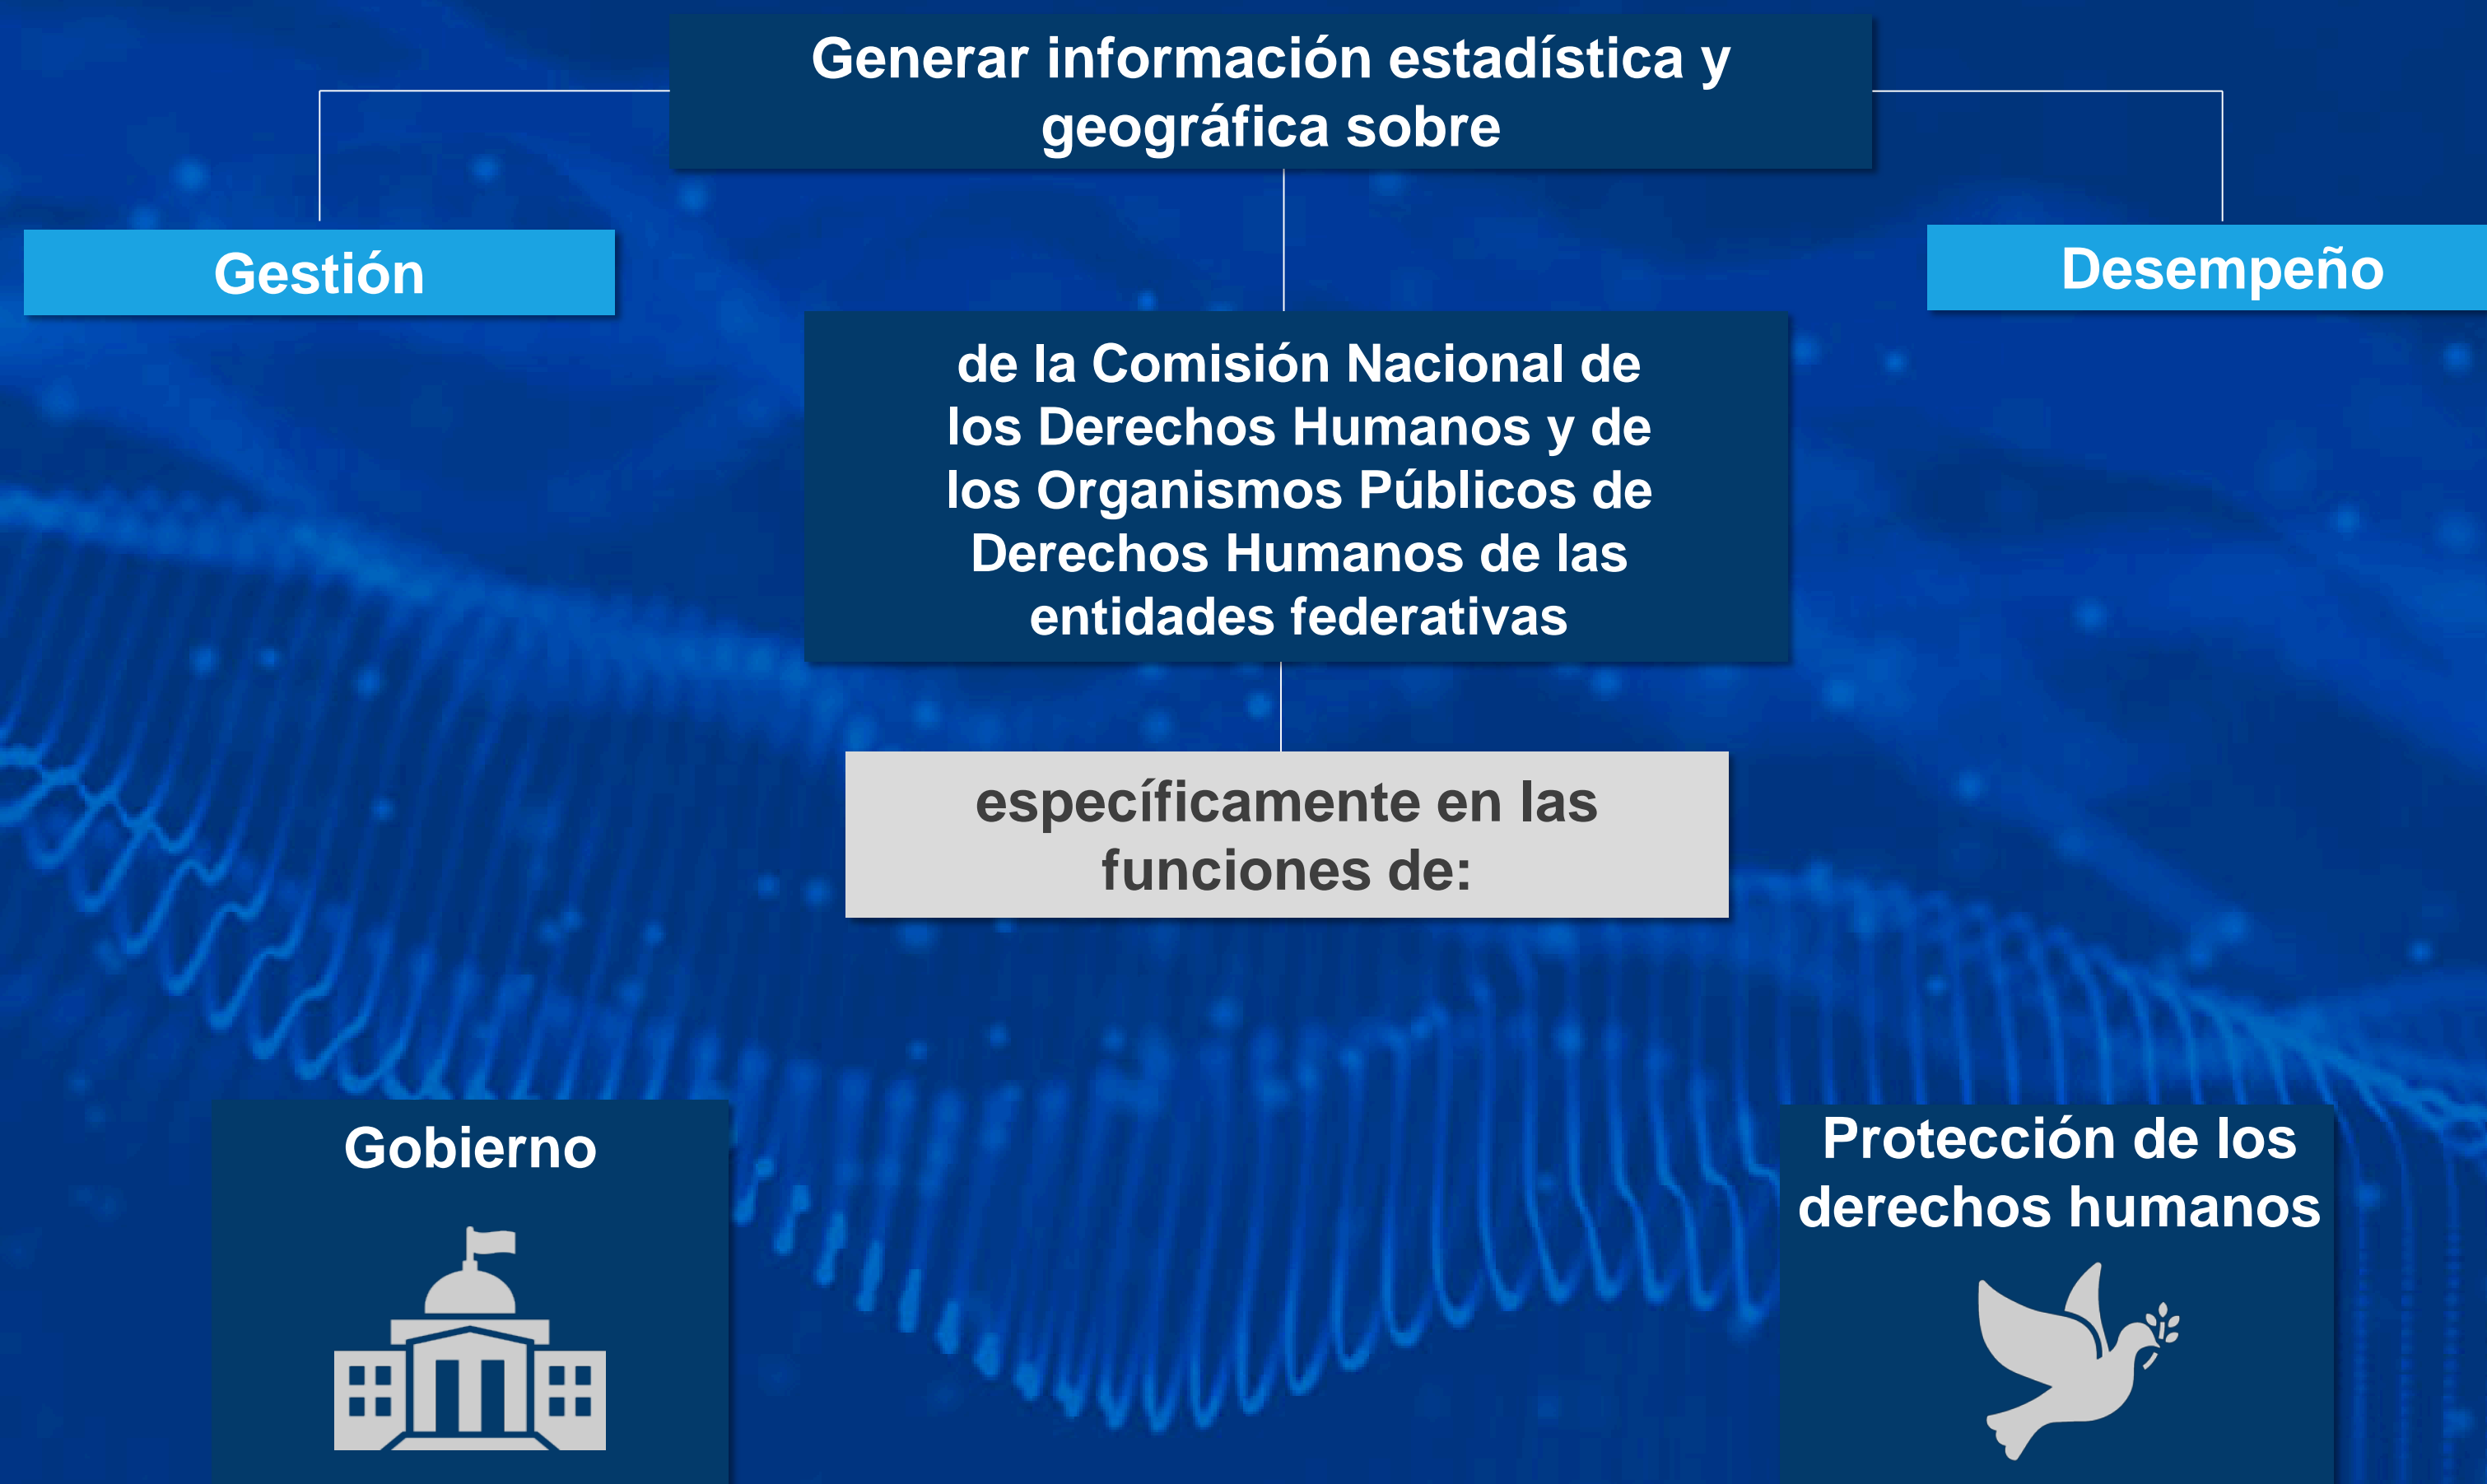 Generar información estadística y
geográfica sobre
Gestión
Desempeño
de la Comisión Nacional de
los Derechos Humanos y de
los Organismos Públicos de
Derechos Humanos de las
entidades federativas
específicamente en las
funciones de:
Gobierno
Protección de los
derechos humanos